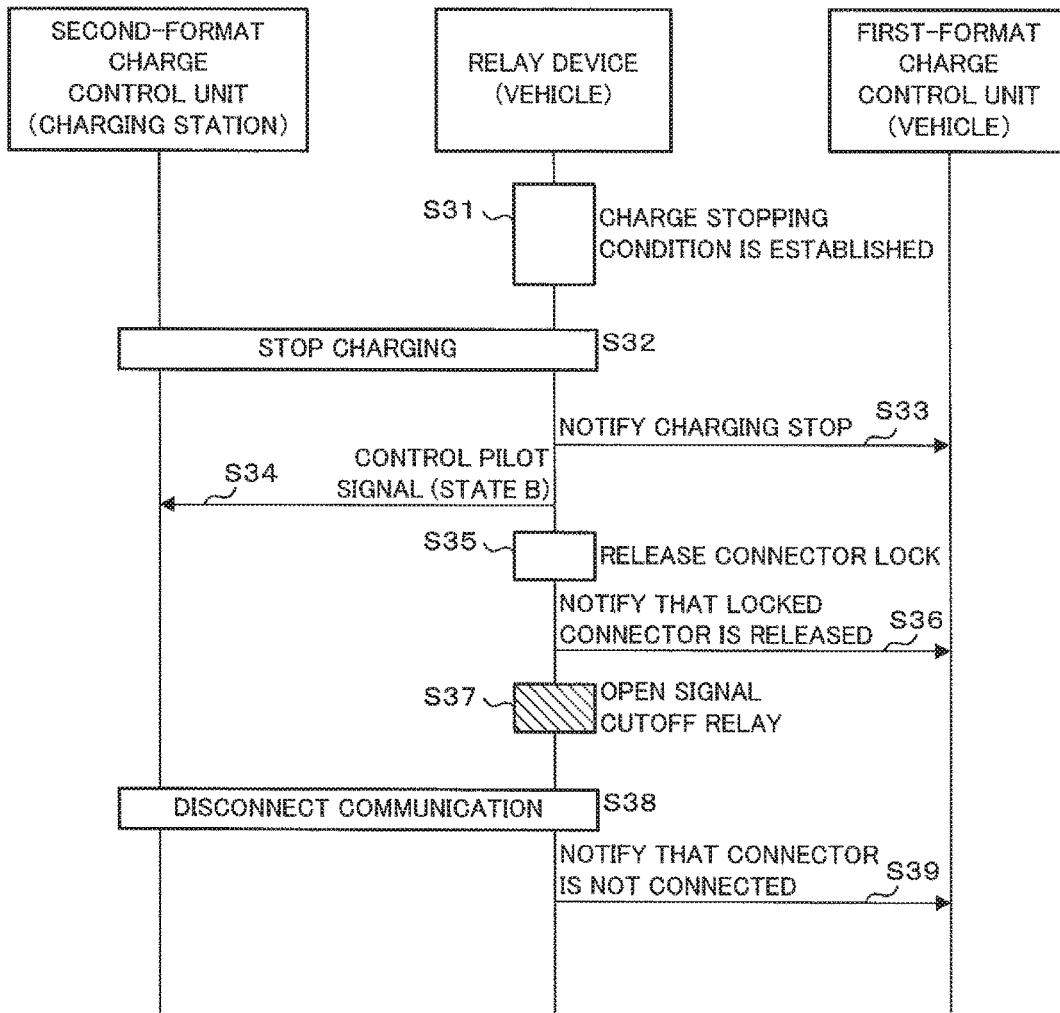 SECOND-FORMAT
CHARGE
CONTROL UNIT
(CHARGING STATION)
RELAY DEVICE
(VEHICLE)
FIRST-FORMAT
CHARGE
CONTROL UNIT
(VEHICLE)
S31
CHARGE STOPPING
CONDITION IS ESTABLISHED
STOP CHARGING
S32
NOTIFY CHARGING STOP
S33
CONTROL PILOT
SIGNAL (STATE B)
S34
S35
RELEASE CONNECTOR LOCK
NOTIFY THAT LOCKED
CONNECTOR IS RELEASED
S36
S37
OPEN SIGNAL
CUTOFF RELAY
DISCONNECT COMMUNICATION
S38
NOTIFY THAT CONNECTOR
IS NOT CONNECTED
S39